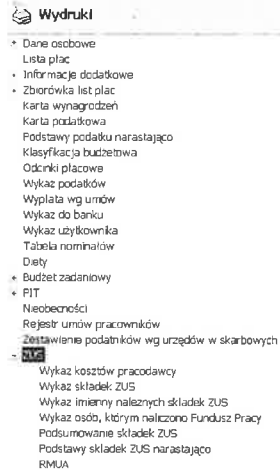 Wydruki
+ Dane osobowe
Lista płac
+ Informacje dodatkowe
+ Zbiorówka list płac
Karta wynagrodzeń
Karta podatkowa
Podstawy podatku narastająco
Klasyfikacja budżetowa
Odcinki płacowe
Wykaz podatków
Wypłata wg umów
Wykaz do banku
Wykaz użytkownika
Tabela nominałów
Diety
+ Budżet zadaniowy
+ PIT
Nieobecności
Rejestr umów pracowników
Zestawienie podatników wg urzędów w skarbowych
- ZUS
Wykaz kosztów pracodawcy
Wykaz składek ZUS
Wykaz imienny należnych składek ZUS
Wykaz osób, którym naliczono Fundusz Pracy
Podsumowanie składek ZUS
Podstawy składek ZUS narastająco
RMUA